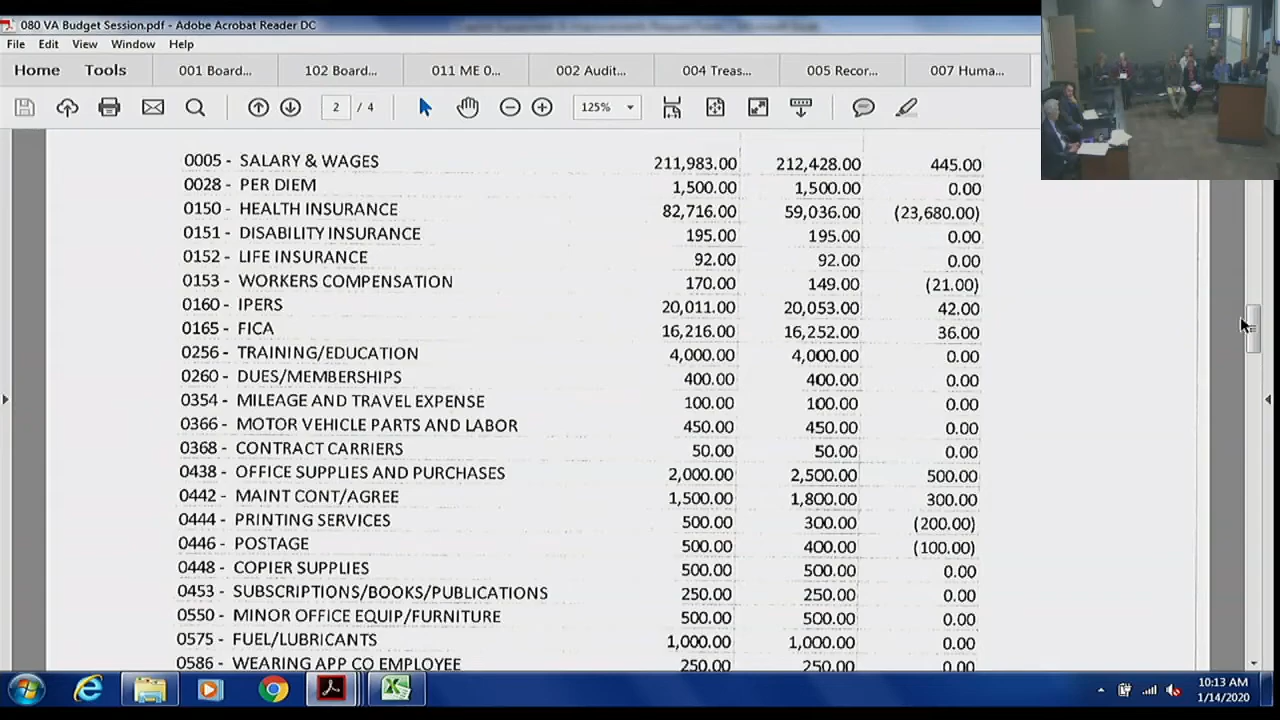 080 VA Budget Session.pdf - Adobe Acrobat Reader DC
File Edit View Window Help
Home Tools 001 Board... 102 Board... 011 ME 0... 002 Audit... 004 Treas... 005 Recor... 007 Huma...
2 / 4 125%
0005 - SALARY & WAGES 211,983.00 212,428.00 445.00
0028 - PER DIEM 1,500.00 1,500.00 0.00
0150 - HEALTH INSURANCE 82,716.00 59,036.00 (23,680.00)
0151 - DISABILITY INSURANCE 195.00 195.00 0.00
0152 - LIFE INSURANCE 92.00 92.00 0.00
0153 - WORKERS COMPENSATION 170.00 149.00 (21.00)
0160 - IPERS 20,011.00 20,053.00 42.00
0165 - FICA 16,216.00 16,252.00 36.00
0256 - TRAINING/EDUCATION 4,000.00 4,000.00 0.00
0260 - DUES/MEMBERSHIPS 400.00 400.00 0.00
0354 - MILEAGE AND TRAVEL EXPENSE 100.00 100.00 0.00
0366 - MOTOR VEHICLE PARTS AND LABOR 450.00 450.00 0.00
0368 - CONTRACT CARRIERS 50.00 50.00 0.00
0438 - OFFICE SUPPLIES AND PURCHASES 2,000.00 2,500.00 500.00
0442 - MAINT CONT/AGREE 1,500.00 1,800.00 300.00
0444 - PRINTING SERVICES 500.00 300.00 (200.00)
0446 - POSTAGE 500.00 400.00 (100.00)
0448 - COPIER SUPPLIES 500.00 500.00 0.00
0453 - SUBSCRIPTIONS/BOOKS/PUBLICATIONS 250.00 250.00 0.00
0550 - MINOR OFFICE EQUIP/FURNITURE 500.00 500.00 0.00
0575 - FUEL/LUBRICANTS 1,000.00 1,000.00 0.00
0586 - WEARING APP CO EMPLOYEE 250.00 250.00 0.00
10:13 AM
1/14/2020